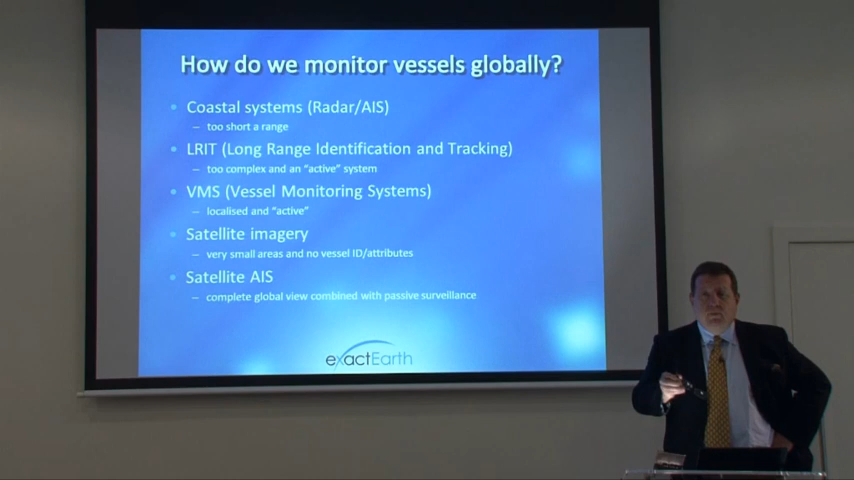 How do we monitor vessels globally?
• Coastal systems (Radar/AIS)
– too short a range
• LRIT (Long Range Identification and Tracking)
– too complex and an "active" system
• VMS (Vessel Monitoring Systems)
– localised and "active"
• Satellite imagery
– very small areas and no vessel ID/attributes
• Satellite AIS
– complete global view combined with passive surveillance
exactEarth